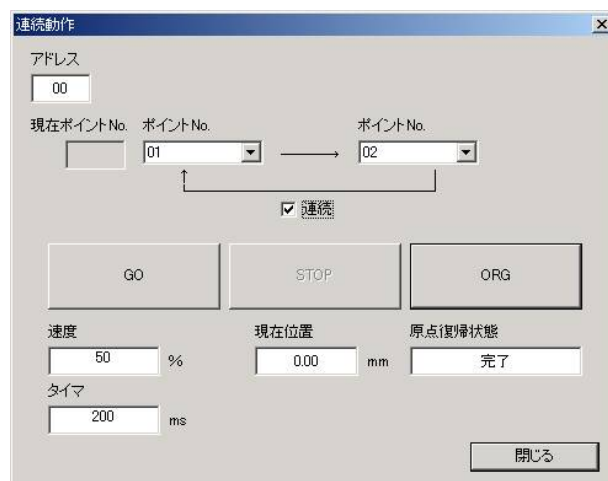 連続動作
アドレス
00
現在ポイントNo. ポイントNo. ポイントNo.
01 02
連続
GO STOP ORG
速度 現在位置 原点復帰状態
50 % 0.00 mm 完了
タイマ
200 ms
閉じる